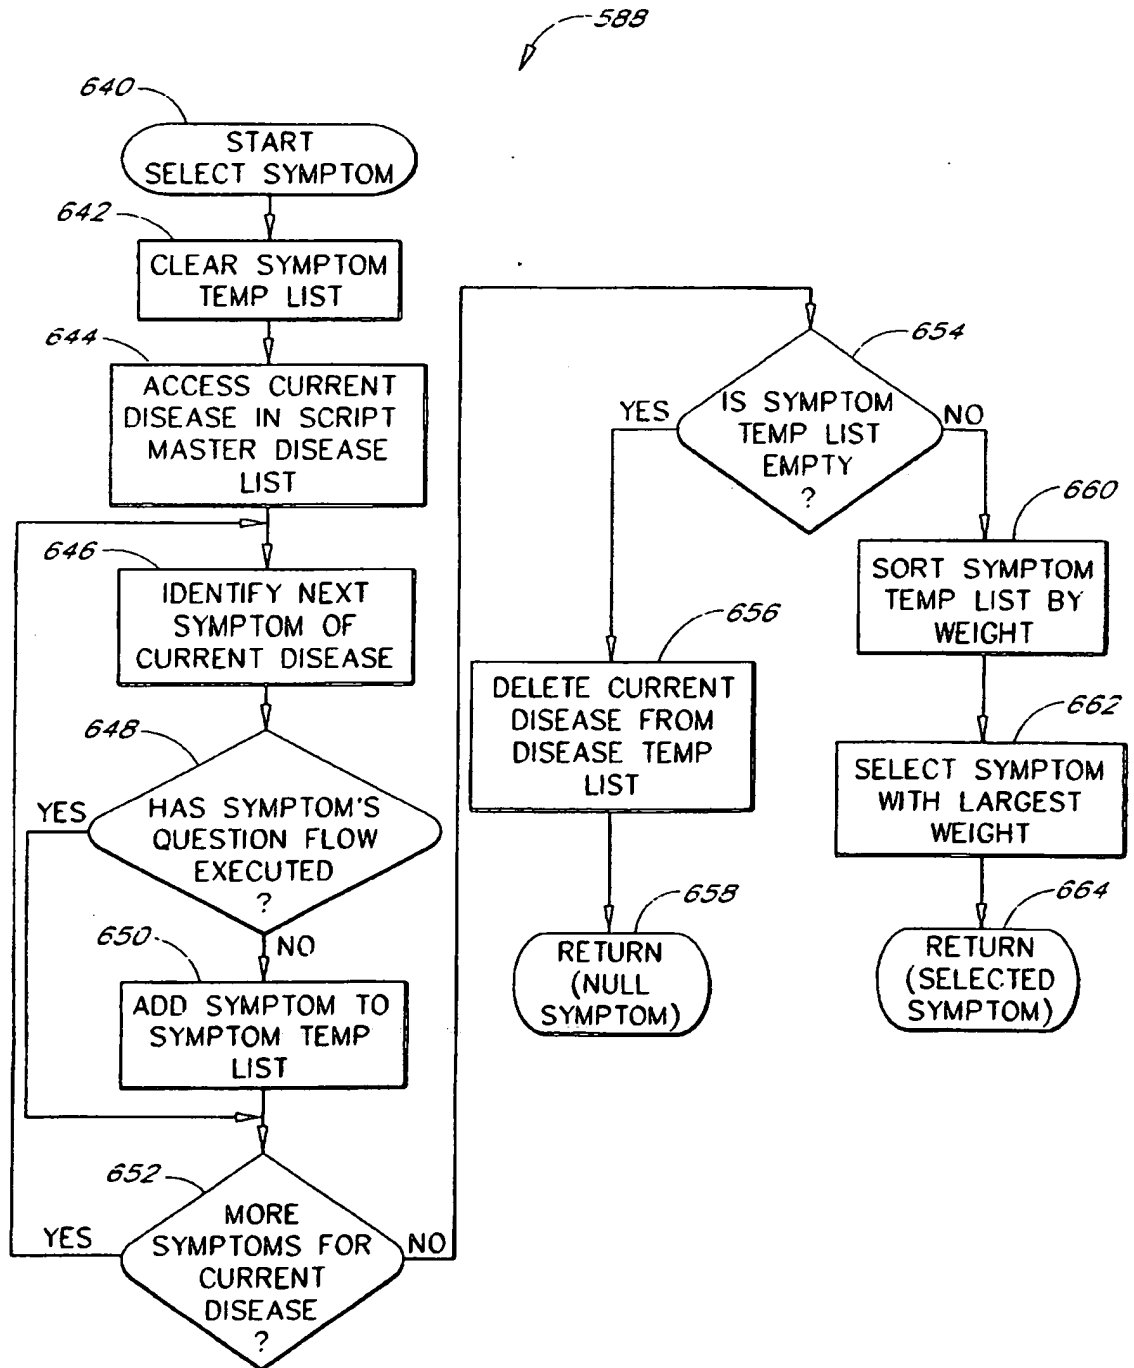 588
640
START
SELECT SYMPTOM
642
CLEAR SYMPTOM
TEMP LIST
644
ACCESS CURRENT
DISEASE IN SCRIPT
MASTER DISEASE
LIST
646
IDENTIFY NEXT
SYMPTOM OF
CURRENT DISEASE
648
YES
HAS SYMPTOM'S
QUESTION FLOW
EXECUTED
?
NO
650
ADD SYMPTOM TO
SYMPTOM TEMP
LIST
652
YES
MORE
SYMPTOMS FOR
CURRENT
DISEASE
?
NO
654
YES
IS SYMPTOM
TEMP LIST
EMPTY
?
NO
656
DELETE CURRENT
DISEASE FROM
DISEASE TEMP
LIST
658
RETURN
(NULL
SYMPTOM)
660
SORT SYMPTOM
TEMP LIST BY
WEIGHT
662
SELECT SYMPTOM
WITH LARGEST
WEIGHT
664
RETURN
(SELECTED
SYMPTOM)